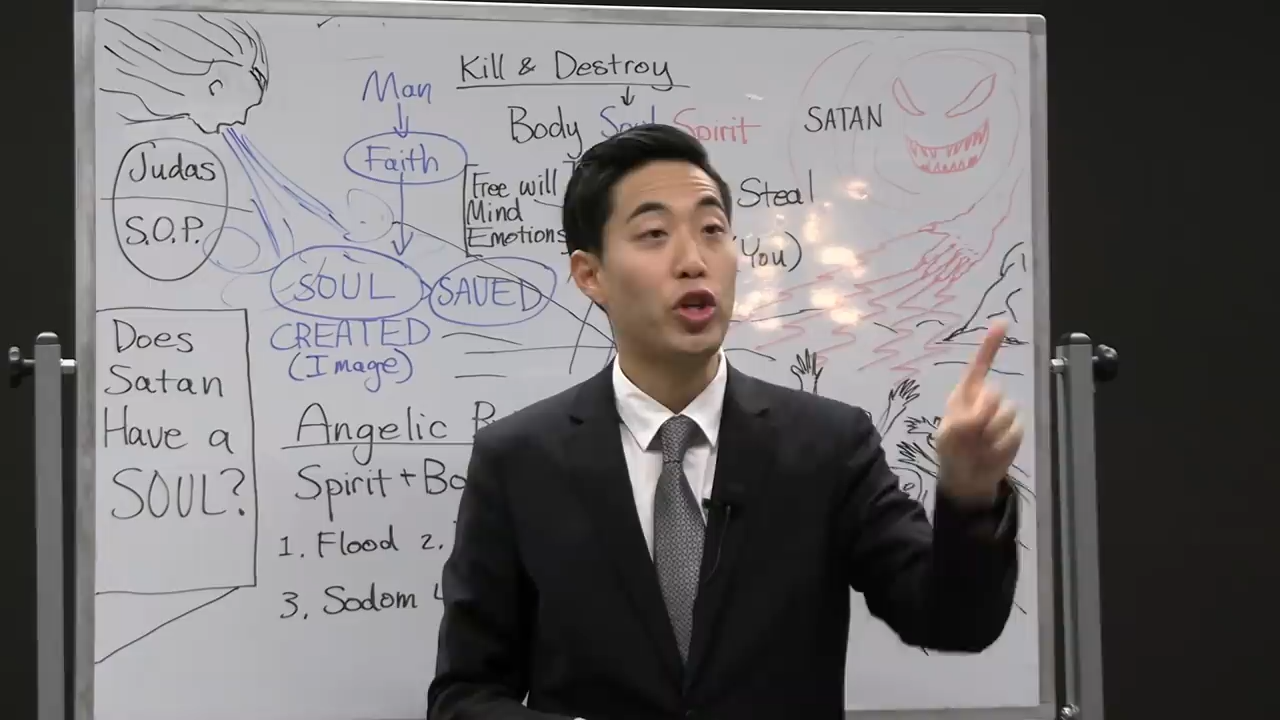 Kill & Destroy
Man
Body Soul Spirit
SATAN
Faith
Judas
S.O.P.
Free will
Mind
Emotions
Steal
(You)
SOUL SAVED
CREATED
(Image)
Does
Satan
Have a
SOUL?
Angelic
Spirit +
1. Flood 2.
3. Sodom